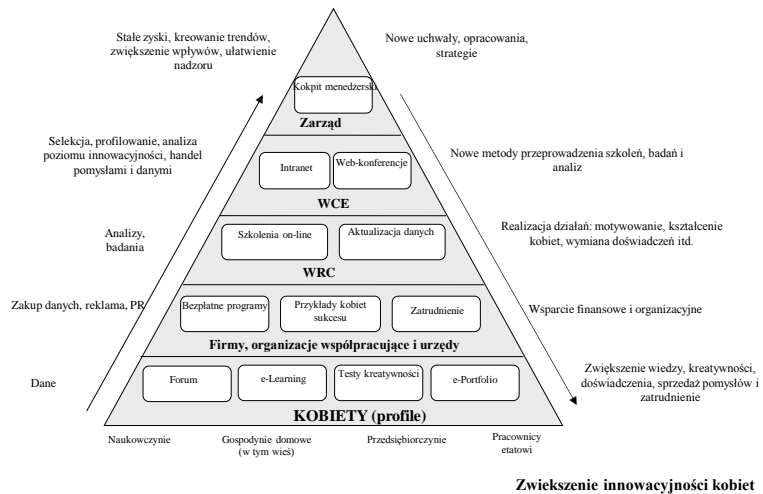 Stałe zyski, kreowanie trendów,
zwiększenie wpływów, ułatwienie
nadzoru
Nowe uchwały, opracowania,
strategie
Kokpit menedżerski
Zarząd
Selekcja, profilowanie, analiza
poziomu innowacyjności, handel
pomysłami i danymi
Nowe metody przeprowadzenia szkoleń, badań i
analiz
Intranet
Web-konferencje
WCE
Analizy,
badania
Realizacja działań: motywowanie, kształcenie
kobiet, wymiana doświadczeń itd.
Szkolenia on-line
Aktualizacja danych
WRC
Zakup danych, reklama, PR
Wsparcie finansowe i organizacyjne
Bezpłatne programy
Przykłady kobiet
sukcesu
Zatrudnienie
Firmy, organizacje współpracujące i urzędy
Dane
Zwiększenie wiedzy, kreatywności,
doświadczenia, sprzedaż pomysłów i
zatrudnienie
Forum
e-Learning
Testy kreatywności
e-Portfolio
KOBIETY (profile)
Naukowczynie
Gospodynie domowe
(w tym wieś)
Przedsiębiorczynie
Pracownicy
etatowi
Zwiekszenie innowacyjności kobiet